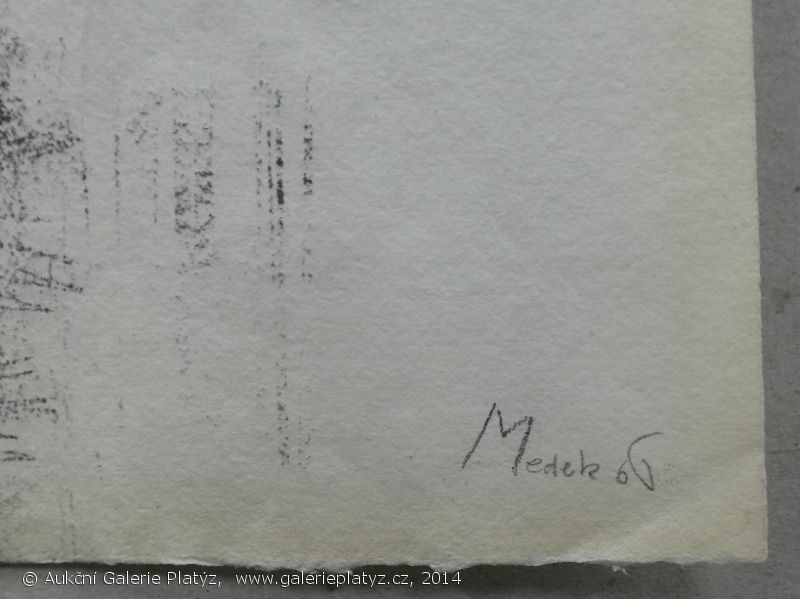 Medek 65
© Aukční Galerie Platýz, www.galerieplatyz.cz, 2014